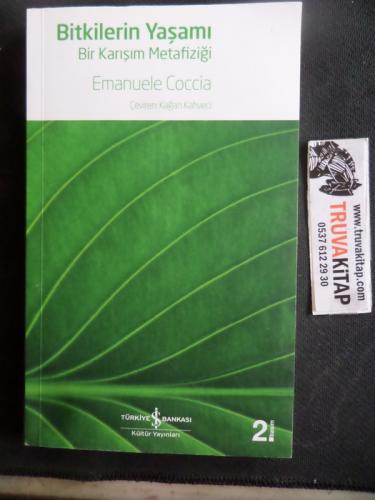 Bitkilerin Yaşamı
Bir Karışım Metafiziği
Emanuele Coccia
Çeviren: Kağan Kahveci
TÜRKİYE İŞ BANKASI
Kültür Yayınları
2.
Basım
www.truvakitap.com
TRUVAKİTAP
0537 612 29 30